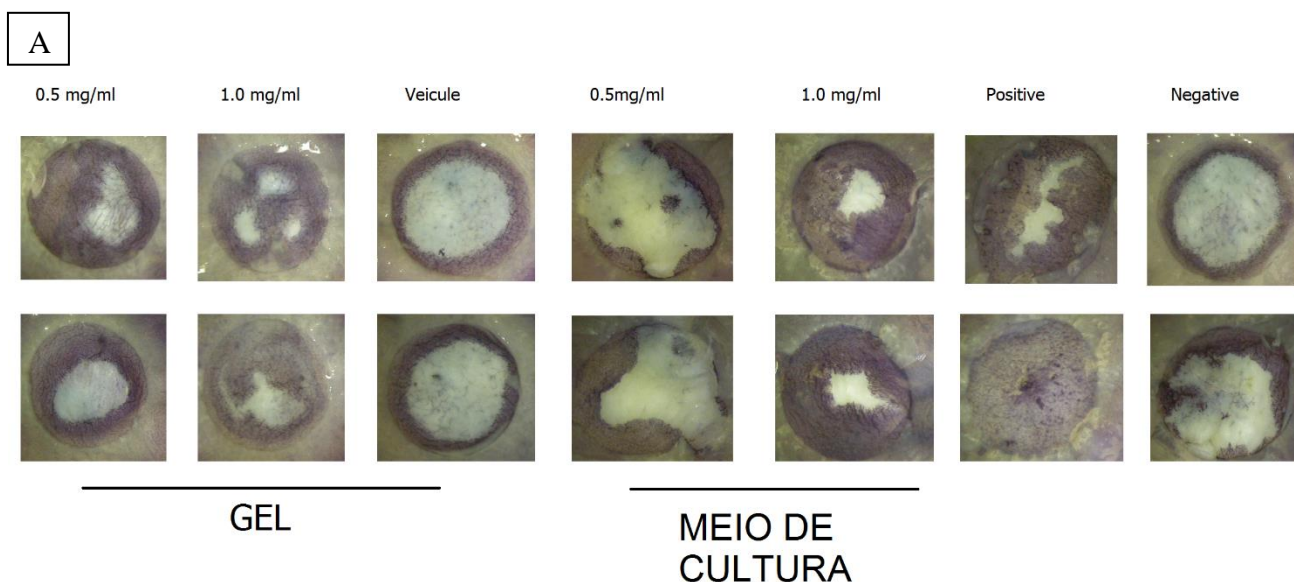 A
0.5 mg/ml 1.0 mg/ml Veicule 0.5mg/ml 1.0 mg/ml Positive Negative
GEL
MEIO DE
CULTURA